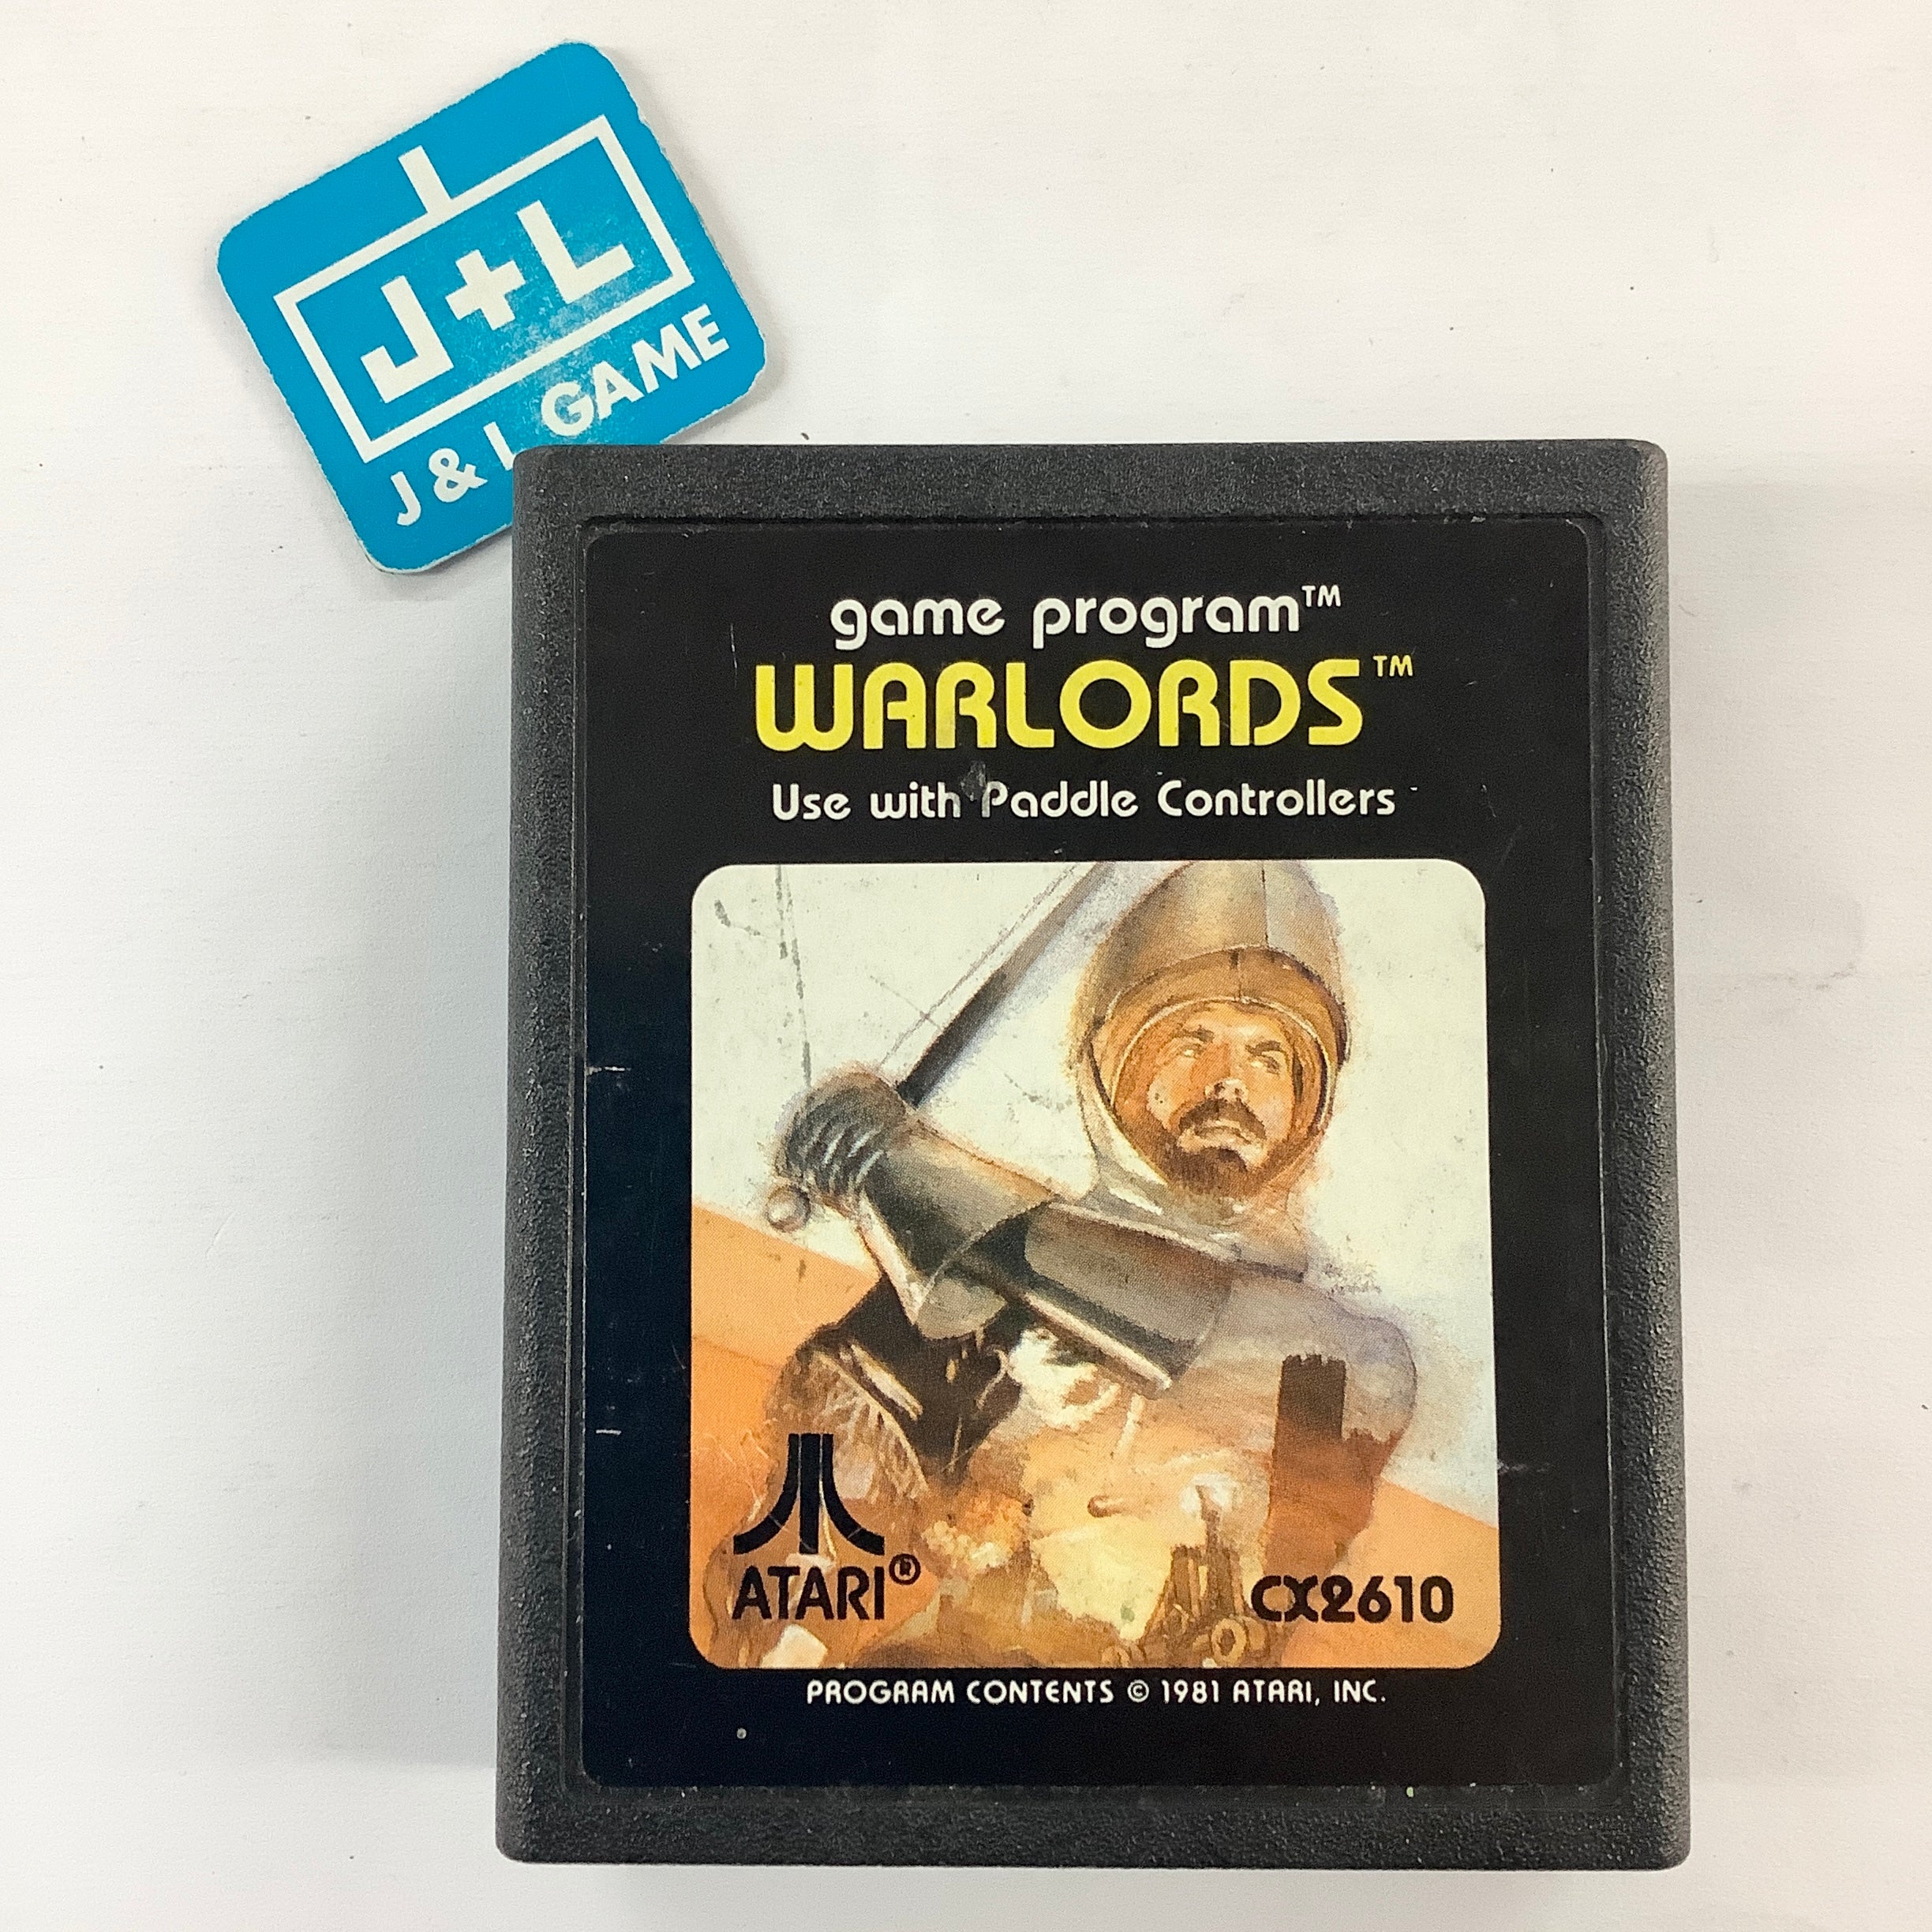 J+L
J & L GAME
game program™
WARLORDS™
Use with Paddle Controllers
ATARI®
CX2610
PROGRAM CONTENTS © 1981 ATARI, INC.